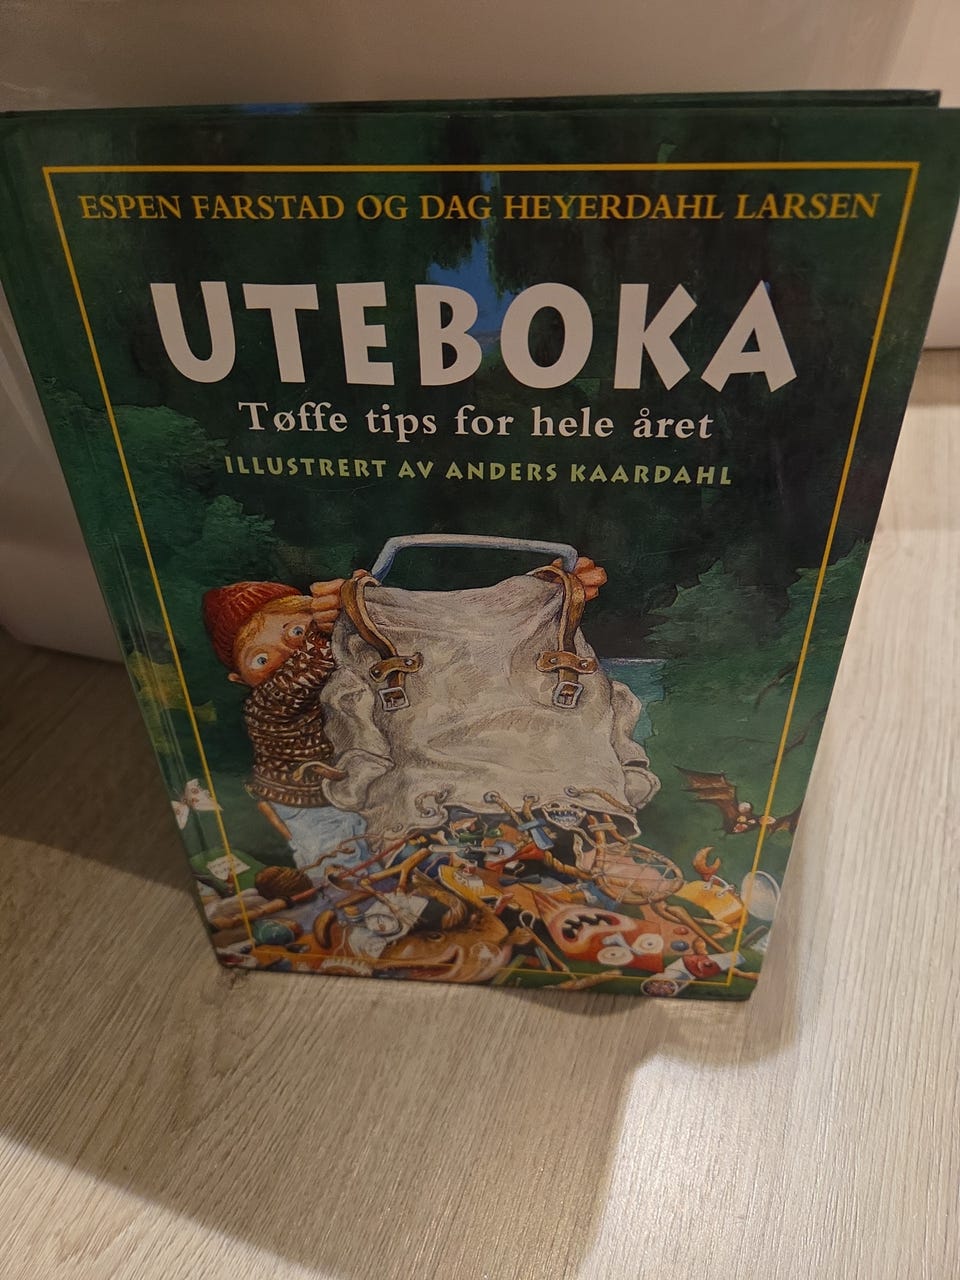 ESPEN FARSTAD OG DAG HEYERDAHL LARSEN
UTEBOKA
Tøffe tips for hele året
ILLUSTRERT AV ANDERS KAARDAHL